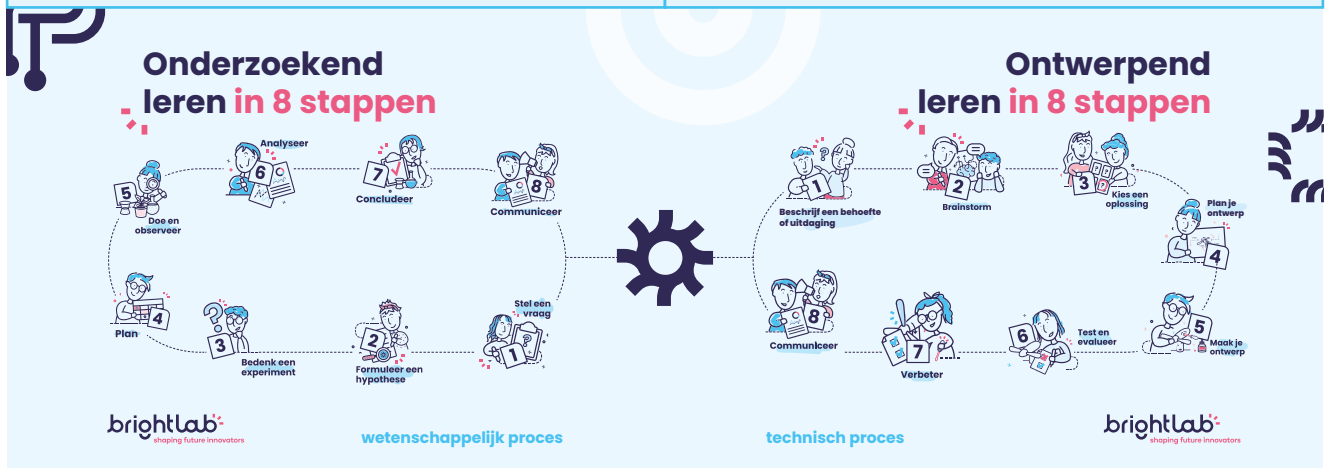 Onderzoekend
leren in 8 stappen
1
Stel een
vraag
2
Formuleer een
hypothese
3
Bedenk een
experiment
4
Plan
5
Doe en
observeer
6
Analyseer
7
Concludeer
8
Communiceer
brightlab
shaping future innovators
wetenschappelijk proces
Ontwerpend
leren in 8 stappen
1
Beschrijf een behoefte
of uitdaging
2
Brainstorm
3
Kies een
oplossing
4
Plan je
ontwerp
5
Maak je
ontwerp
6
Test en
evalueer
7
Verbeter
8
Communiceer
technisch proces
brightlab
shaping future innovators